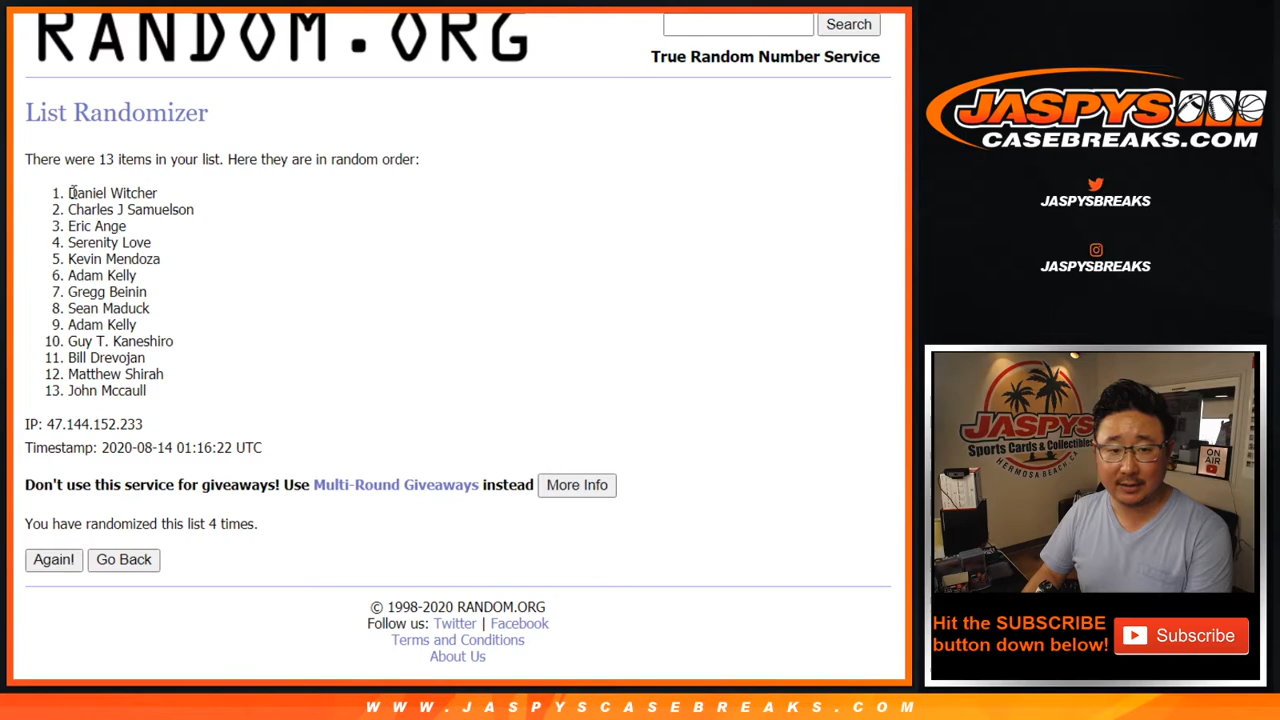 RANDOM.ORG
Search
True Random Number Service
List Randomizer
There were 13 items in your list. Here they are in random order:
1. Daniel Witcher
2. Charles J Samuelson
3. Eric Ange
4. Serenity Love
5. Kevin Mendoza
6. Adam Kelly
7. Gregg Beinin
8. Sean Maduck
9. Adam Kelly
10. Guy T. Kaneshiro
11. Bill Drevojan
12. Matthew Shirah
13. John Mccaull
IP: 47.144.152.233
Timestamp: 2020-08-14 01:16:22 UTC
Don't use this service for giveaways! Use Multi-Round Giveaways instead More Info
You have randomized this list 4 times.
Again! Go Back
© 1998-2020 RANDOM.ORG
Follow us: Twitter | Facebook
Terms and Conditions
About Us
JASPYS
CASEBREAKS.COM
JASPYSBREAKS
JASPYSBREAKS
JASPYS
Sports Cards & Collectibles
HERMOSA BEACH, CA
ON AIR
Hit the SUBSCRIBE
button down below!
Subscribe
WWW.JASPYSCASEBREAKS.COM